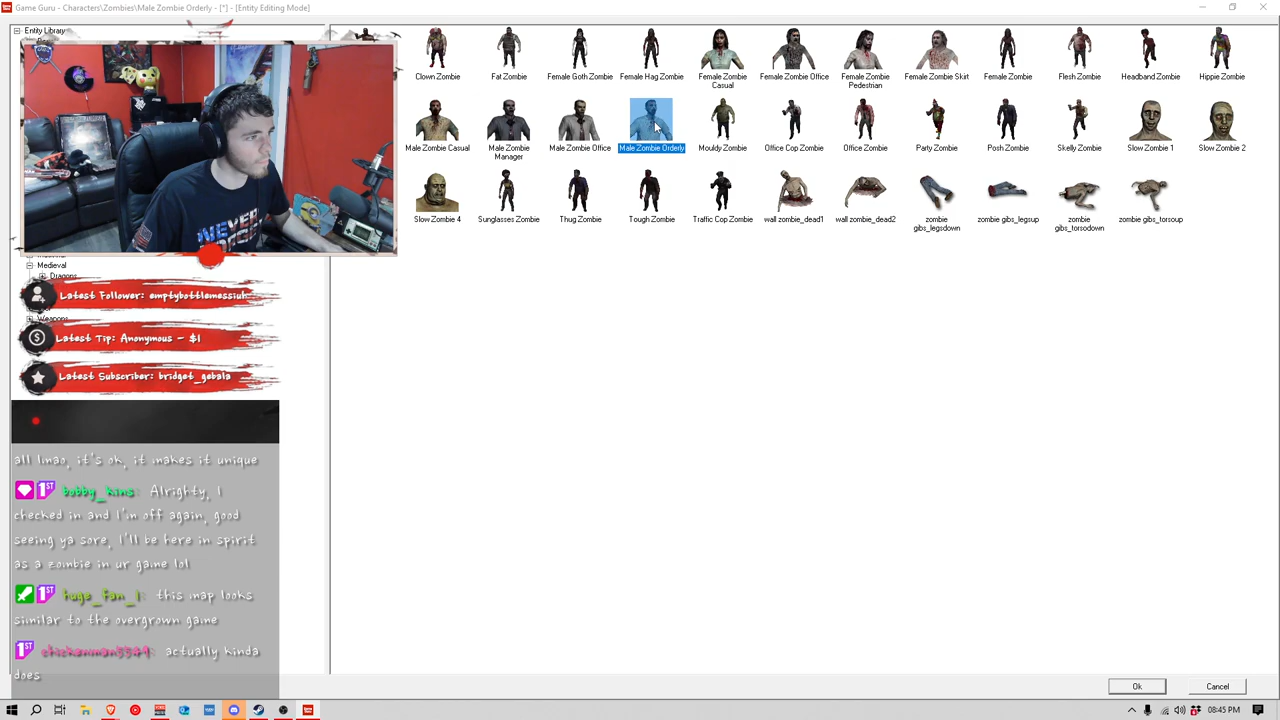 Game Guru - Characters\Zombies\Male Zombie Orderly - [*] - [Entity Editing Mode]
Entity Library
Clown Zombie
Fat Zombie
Female Goth Zombie
Female Hag Zombie
Female Zombie
Casual
Female Zombie Office
Female Zombie
Pedestrian
Female Zombie Skirt
Female Zombie
Flesh Zombie
Headband Zombie
Hippie Zombie
Male Zombie Casual
Male Zombie
Manager
Male Zombie Office
Male Zombie Orderly
Mouldy Zombie
Office Cop Zombie
Office Zombie
Party Zombie
Posh Zombie
Skelly Zombie
Slow Zombie 1
Slow Zombie 2
Slow Zombie 4
Sunglasses Zombie
Thug Zombie
Tough Zombie
Traffic Cop Zombie
wall zombie_dead1
wall zombie_dead2
zombie
gibs_legsdown
zombie gibs_legsup
zombie
gibs_torsodown
zombie gibs_torsoup
NEVER
Medieval
Dragons
Latest Follower: emptybottlemessiuh
Weapons
Latest Tip: Anonymous - $1
Latest Subscriber: bridget_gebala
all lmao, it's ok, it makes it unique
1ST bobby_hins: Alrighty, I
checked in and I'm off again, good
seeing ya sore, I'll be here in spirit
as a zombie in ur game lol
1ST huge_fan_1: this map looks
similar to the overgrown game
1ST actually kinda
does
Ok
Cancel
08:45 PM